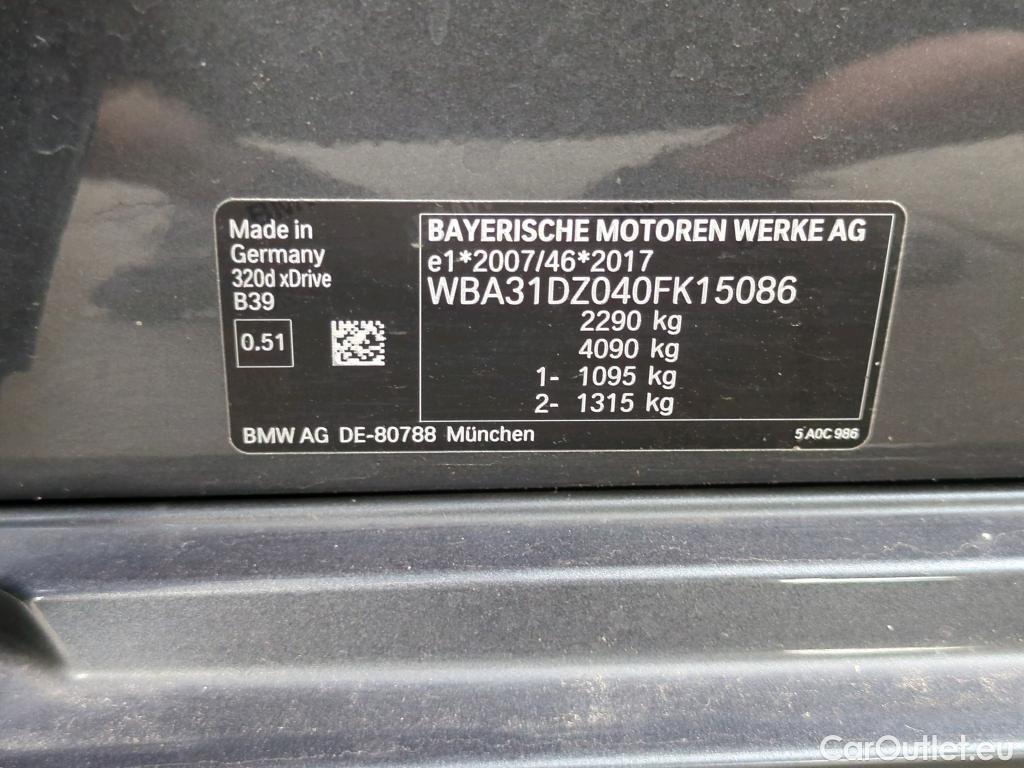 Made in
Germany
320d xDrive
B39
0.51
BAYERISCHE MOTOREN WERKE AG
e1*2007/46*2017
WBA31DZ040FK15086
2290 kg
4090 kg
1- 1095 kg
2- 1315 kg
BMW AG DE-80788 München
5 A0C 986
CarOutlet.eu